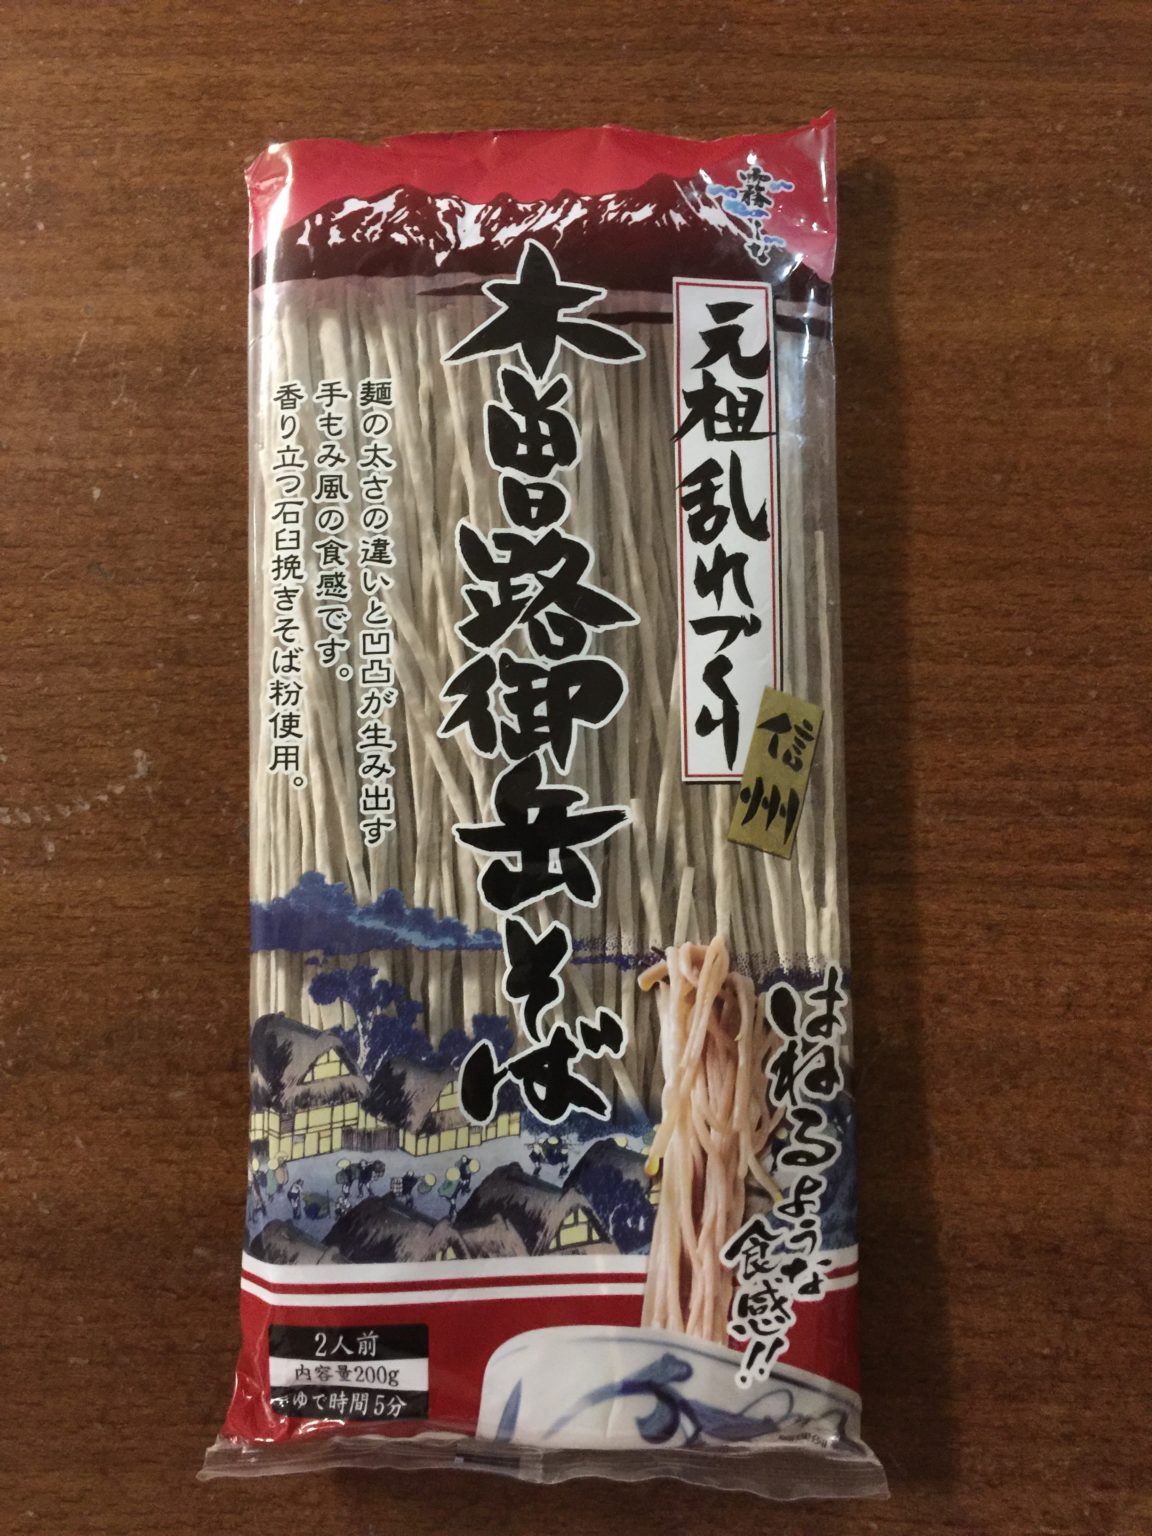 霧しな
元祖乱れづくり
信州
木曽路御岳そば
麺の太さの違いと凹凸が生み出す
手もみ風の食感です。
香り立つ石臼挽きそば粉使用。
はねるような
食感!!
2人前
内容量200g
ゆで時間5分